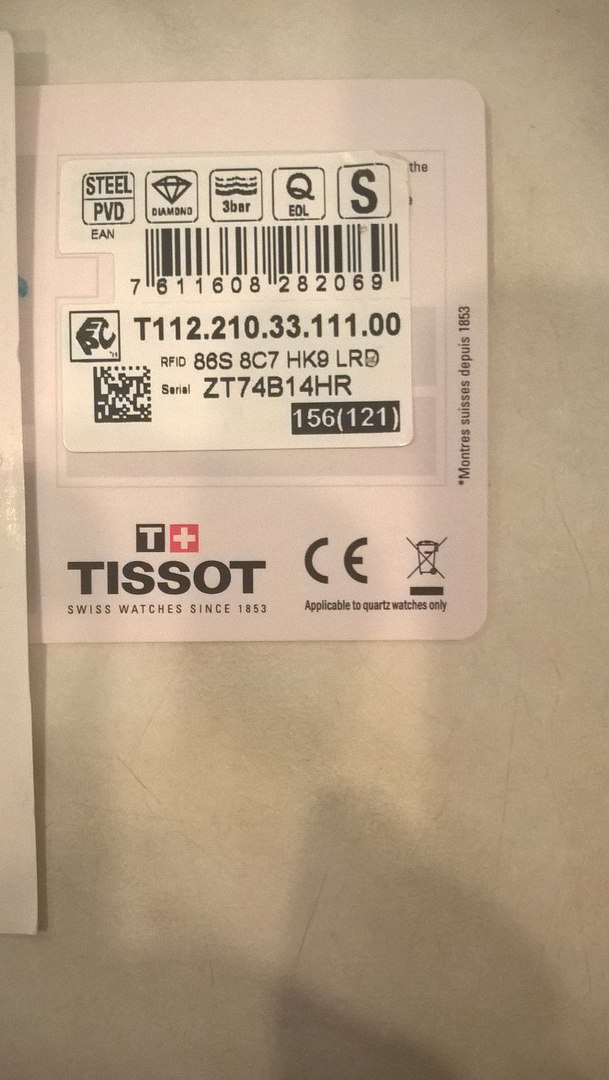 the
STEEL
PVD
DIAMOND
3bar
Q
EOL
S
EAN
7 611608 282069
T112.210.33.111.00
RFID 86S 8C7 HK9 LRD
Serial ZT74B14HR
156(121)
*Montres suisses depuis 1853
T+
TISSOT
SWISS WATCHES SINCE 1853
CE
Applicable to quartz watches only